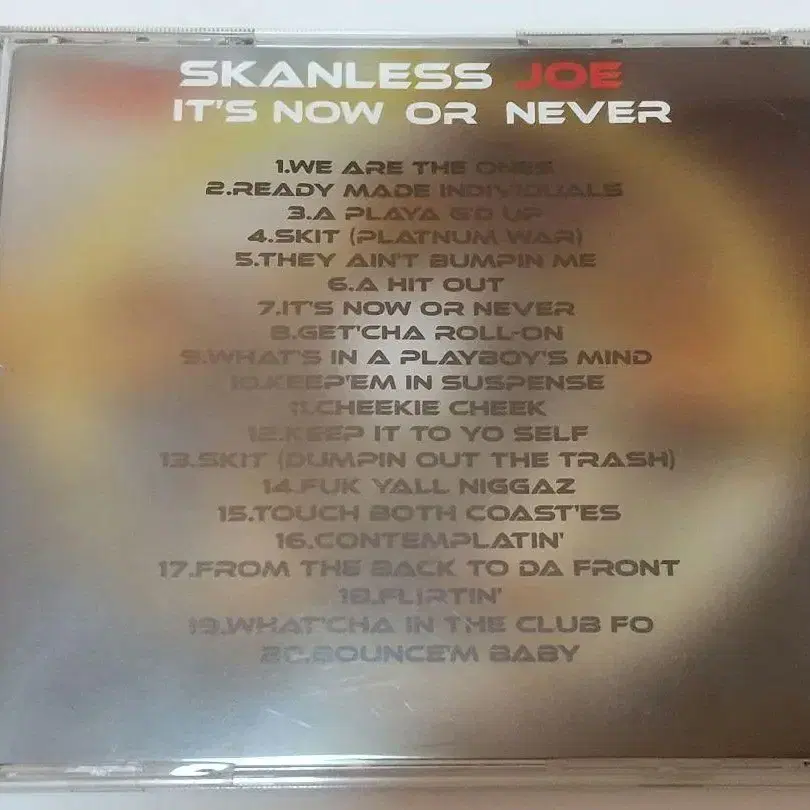 SKANLESS JOE
IT'S NOW OR NEVER
1.WE ARE THE ONES
2.READY MADE INDIVIDUALS
3.A PLAYA G'D UP
4.SKIT (PLATNUM WAR)
5.THEY AIN'T BUMPIN ME
6.A HIT OUT
7.IT'S NOW OR NEVER
8.GET'CHA ROLL-ON
9.WHAT'S IN A PLAYBOY'S MIND
10.KEEP'EM IN SUSPENSE
11.CHEEKIE CHEEK
12.KEEP IT TO YO SELF
13.SKIT (DUMPIN OUT THE TRASH)
14.FUK YALL NIGGAZ
15.TOUCH BOTH COAST'ES
16.CONTEMPLATIN'
17.FROM THE BACK TO DA FRONT
18.FLIRTIN'
19.WHAT'CHA IN THE CLUB FO
20.BOUNCE'M BABY